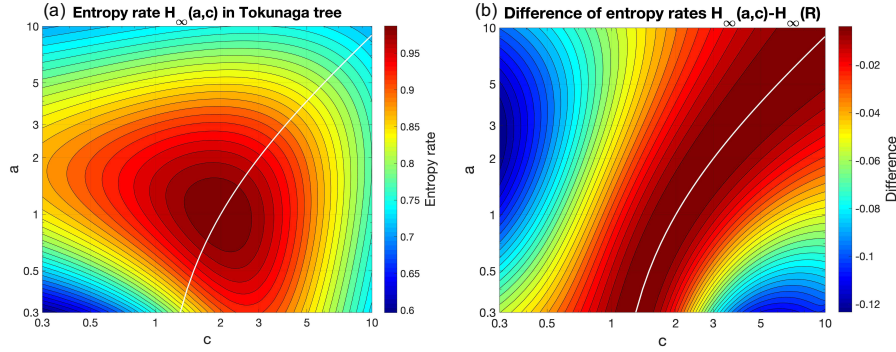 (a) Entropy rate H∞(a,c) in Tokunaga tree
10
5
3
2
1
0.5
0.3
a
0.3 0.5 1 2 3 5 10
c
0.95
0.9
0.85
0.8
0.75
0.7
0.65
0.6
Entropy rate
(b) Difference of entropy rates H∞(a,c)-H∞(R)
10
5
3
2
1
0.5
0.3
a
0.3 0.5 1 2 3 5 10
c
-0.02
-0.04
-0.06
-0.08
-0.1
-0.12
Difference